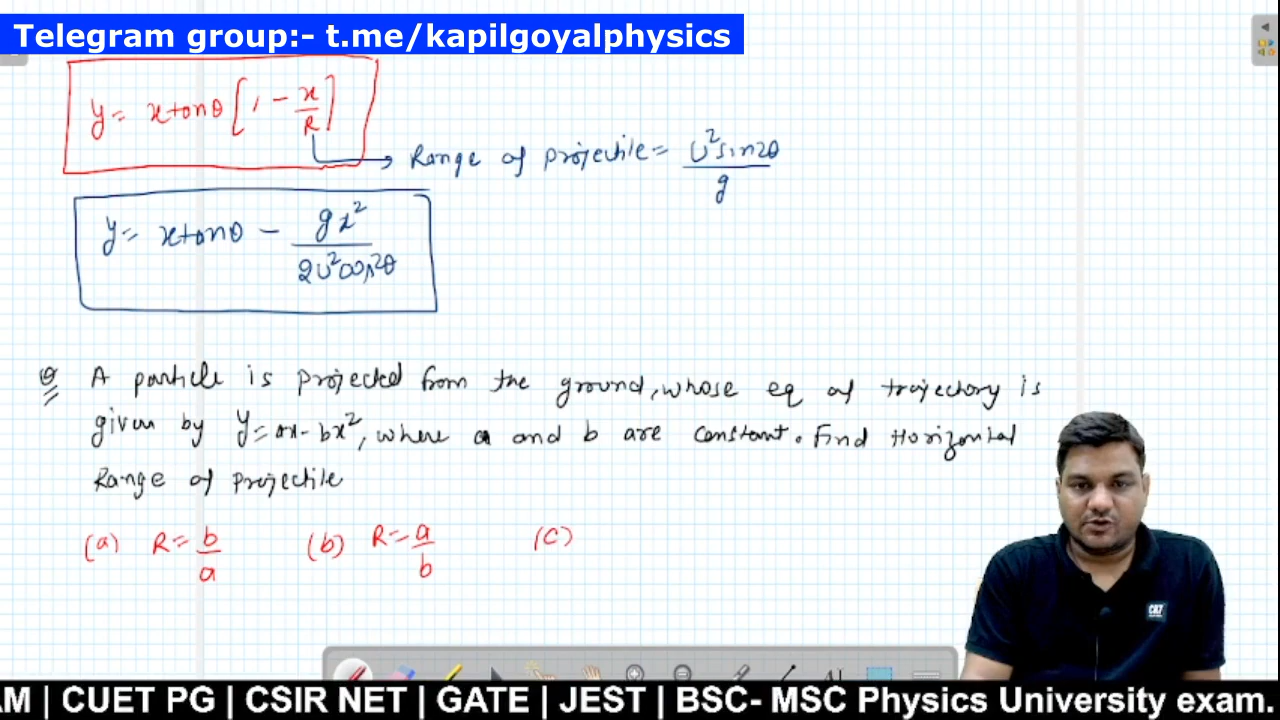 Telegram group:- t.me/kapilgoyalphysics
y= xtanθ [1 - x/R]
Range of projectile= U²sin2θ/g
y= xtanθ - gx²/2U²cos²θ
Q A particle is projected from the ground, whose eq of trajectory is
given by y=ax-bx², where a and b are constant. Find Horizontal
Range of projectile
(a) R= b/a (b) R= a/b (c)
AM | CUET PG | CSIR NET | GATE | JEST | BSC- MSC Physics University exam.